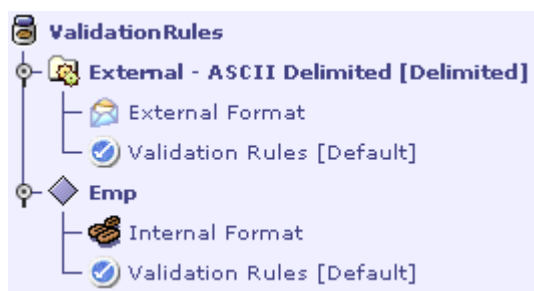 ValidationRules
External - ASCII Delimited [Delimited]
External Format
Validation Rules [Default]
Emp
Internal Format
Validation Rules [Default]